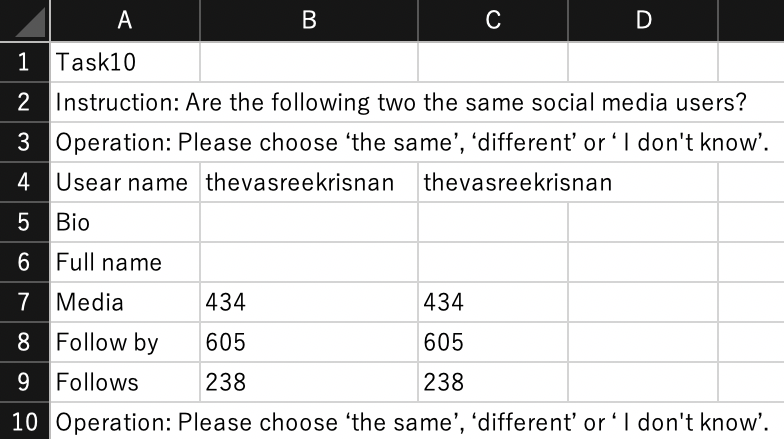 A B C D
1 Task10
2 Instruction: Are the following two the same social media users?
3 Operation: Please choose ‘the same’, ‘different’ or ‘ I don't know’.
4 Usear name thevasreekrisnan thevasreekrisnan
5 Bio
6 Full name
7 Media 434 434
8 Follow by 605 605
9 Follows 238 238
10 Operation: Please choose ‘the same’, ‘different’ or ‘ I don't know’.